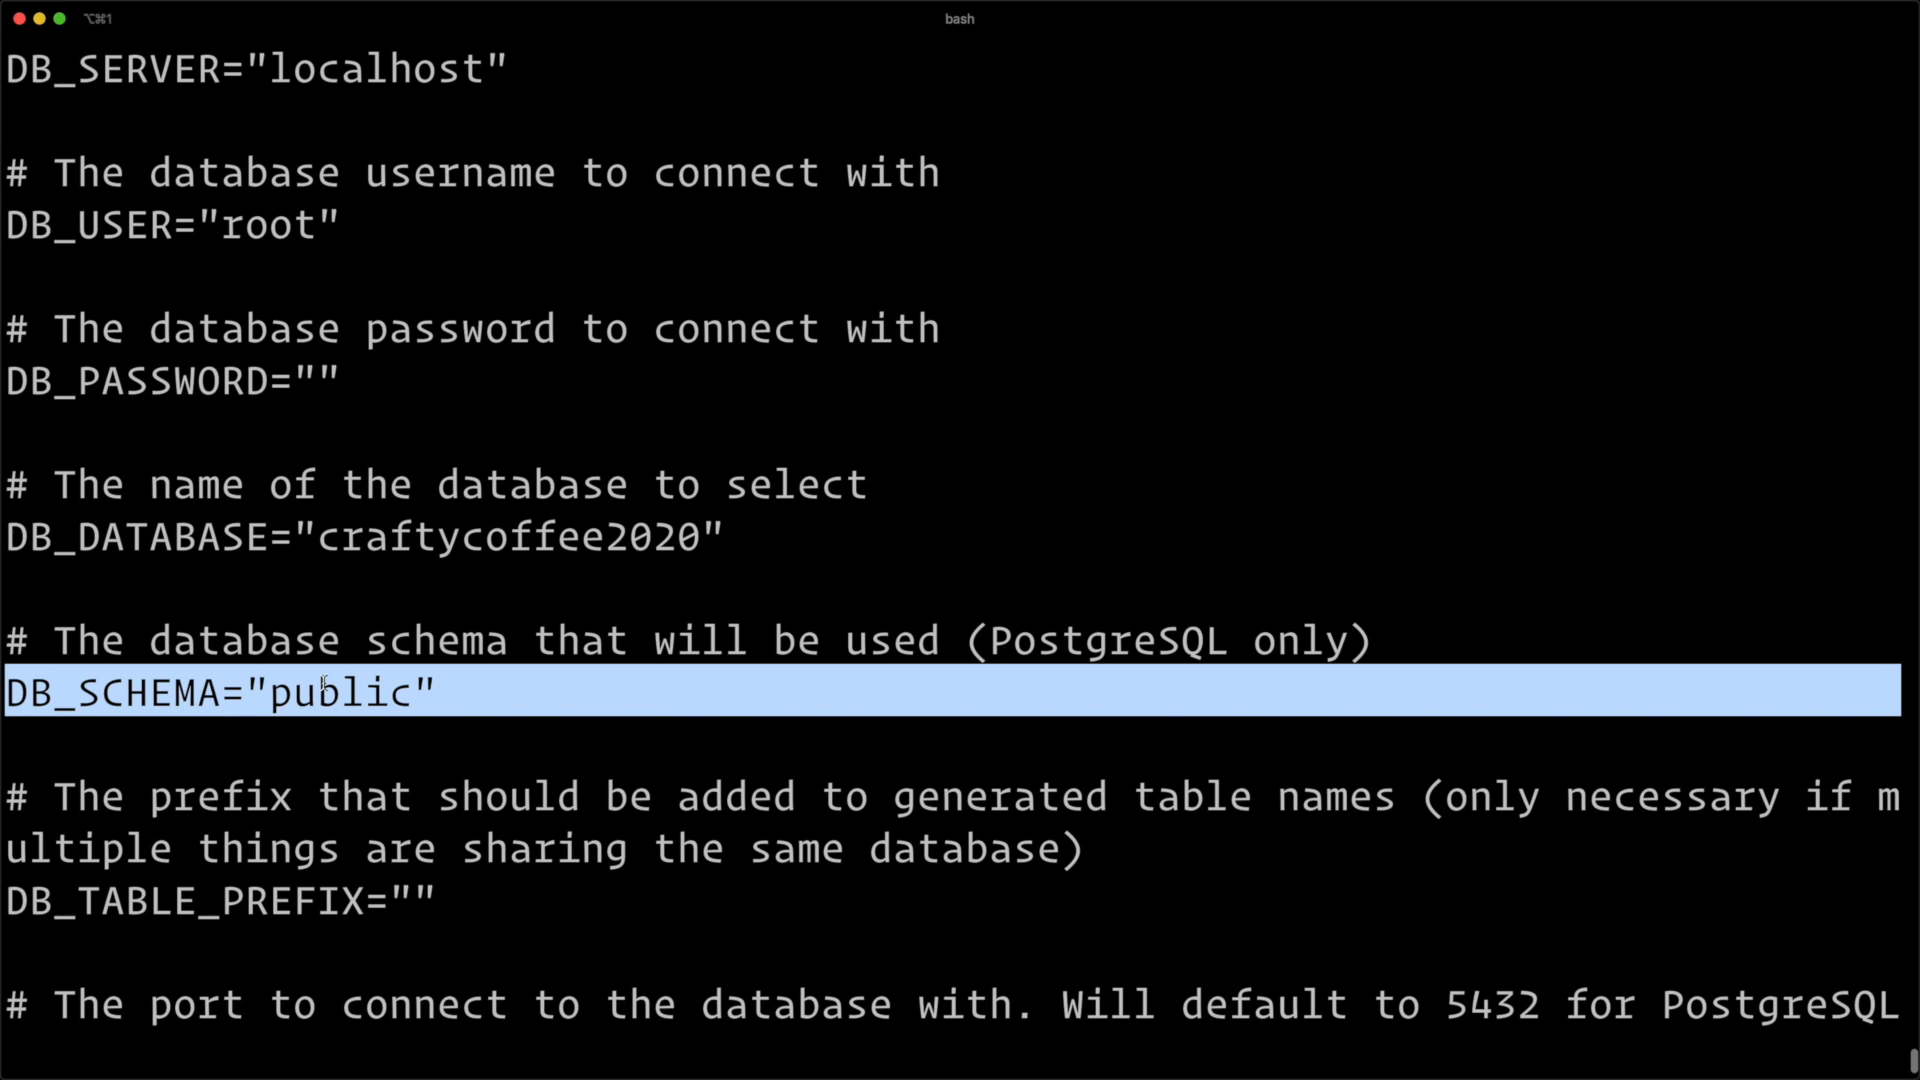 ⌥⌘1
bash
DB_SERVER="localhost"
# The database username to connect with
DB_USER="root"
# The database password to connect with
DB_PASSWORD=""
# The name of the database to select
DB_DATABASE="craftycoffee2020"
# The database schema that will be used (PostgreSQL only)
DB_SCHEMA="public"
# The prefix that should be added to generated table names (only necessary if m
ultiple things are sharing the same database)
DB_TABLE_PREFIX=""
# The port to connect to the database with. Will default to 5432 for PostgreSQL